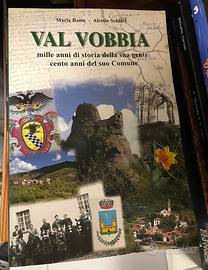 Maria Ratto - Alessio Schiavi
VAL VOBBIA
mille anni di storia della sua gente
cento anni del suo Comune